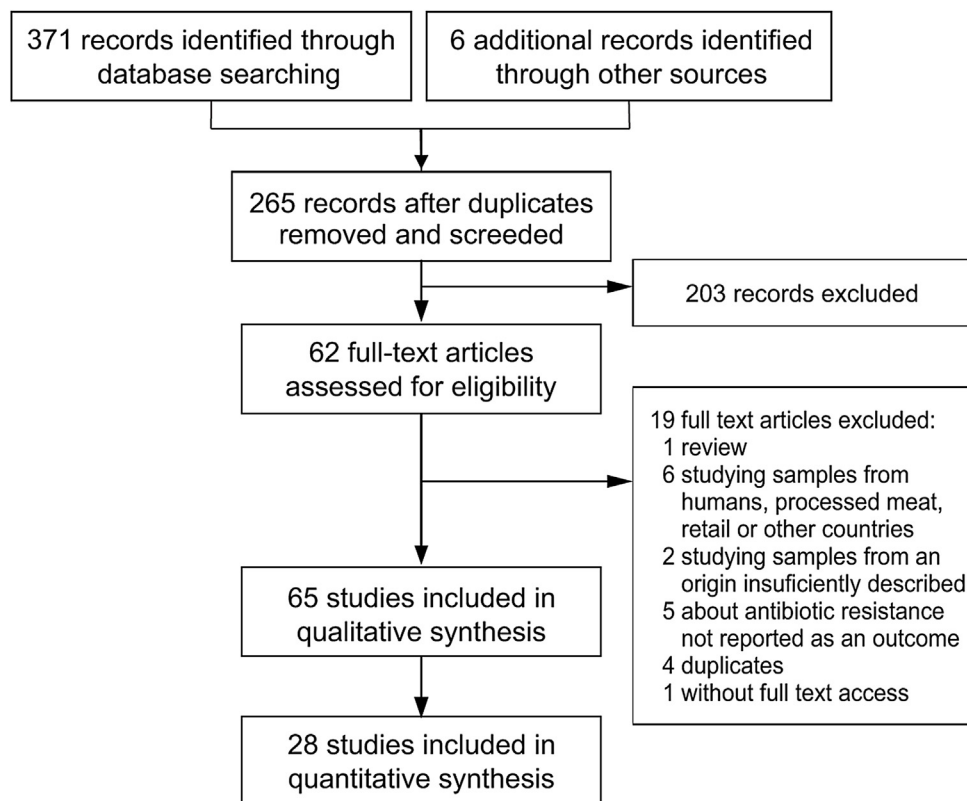 371 records identified through
database searching
6 additional records identified
through other sources
265 records after duplicates
removed and screeded
203 records excluded
62 full-text articles
assessed for eligibility
19 full text articles excluded:
1 review
6 studying samples from
humans, processed meat,
retail or other countries
2 studying samples from an
origin insuficiently described
5 about antibiotic resistance
not reported as an outcome
4 duplicates
1 without full text access
65 studies included in
qualitative synthesis
28 studies included in
quantitative synthesis